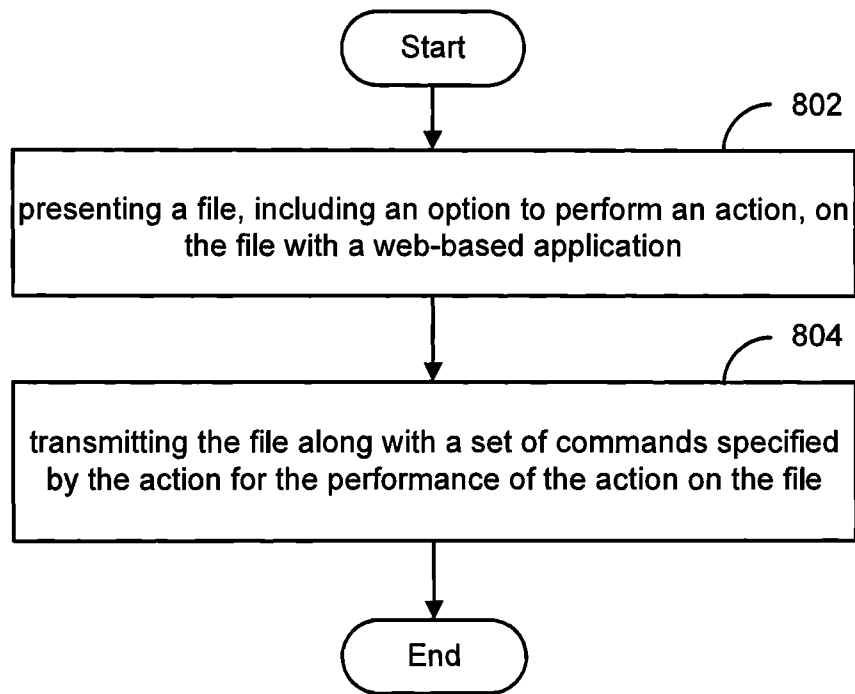 Start
802
presenting a file, including an option to perform an action, on
the file with a web-based application
804
transmitting the file along with a set of commands specified
by the action for the performance of the action on the file
End